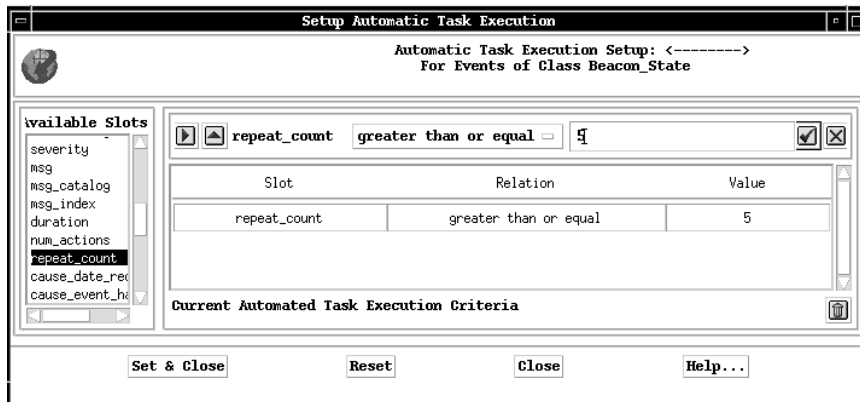 Setup Automatic Task Execution
Automatic Task Execution Setup: <-------->
For Events of Class Beacon_State
Available Slots
severity
msg
msg_catalog
msg_index
duration
num_actions
repeat_count
cause_date_rec
cause_event_ha
repeat_count greater than or equal 5
Slot Relation Value
repeat_count greater than or equal 5
Current Automated Task Execution Criteria
Set & Close Reset Close Help...